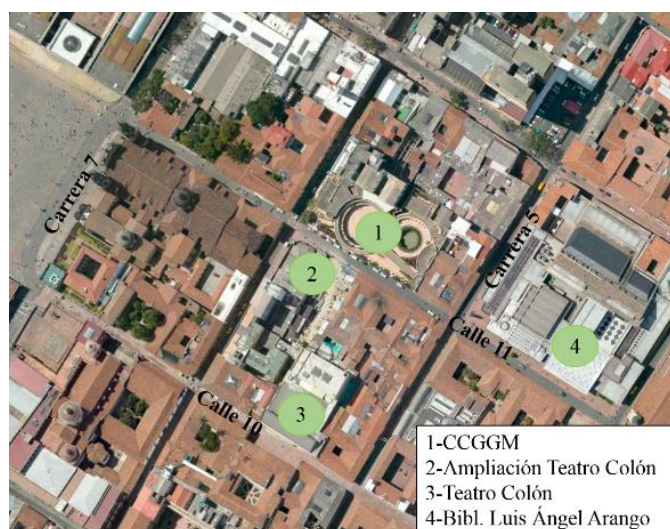 Carrera 7
1
2
Carrera 5
Calle 11
4
Calle 10
3
1-CCGGM
2-Ampliación Teatro Colón
3-Teatro Colón
4-Bibl. Luis Ángel Arango